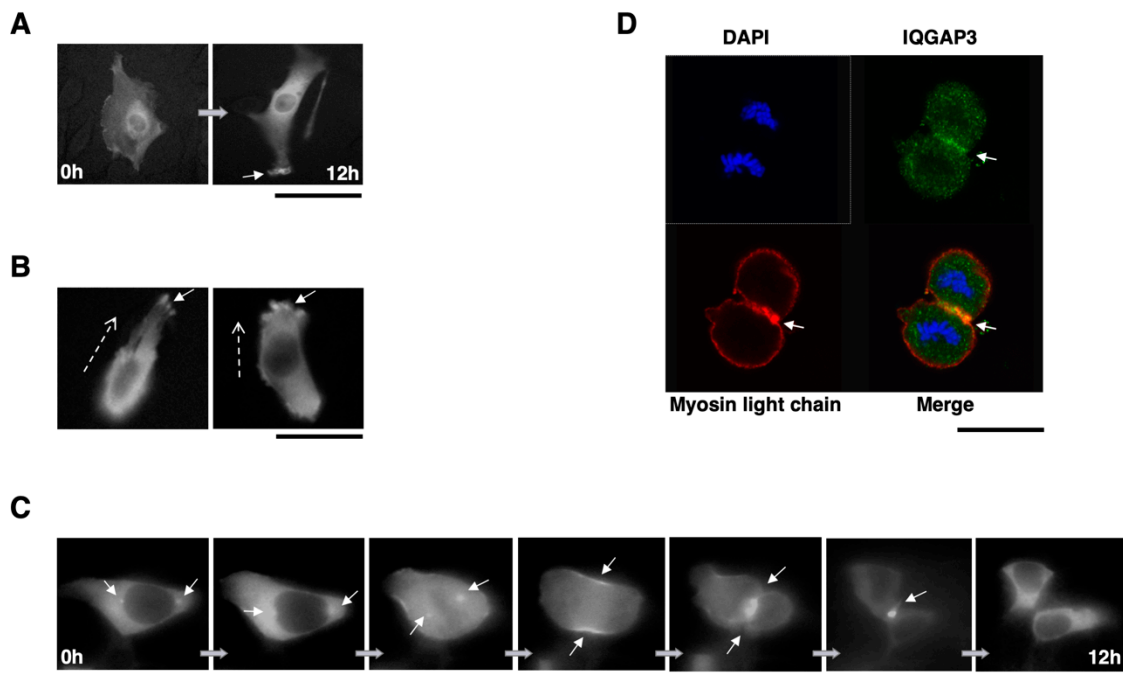 A
0h
12h
B
C
0h
12h
D
DAPI
IQGAP3
Myosin light chain
Merge